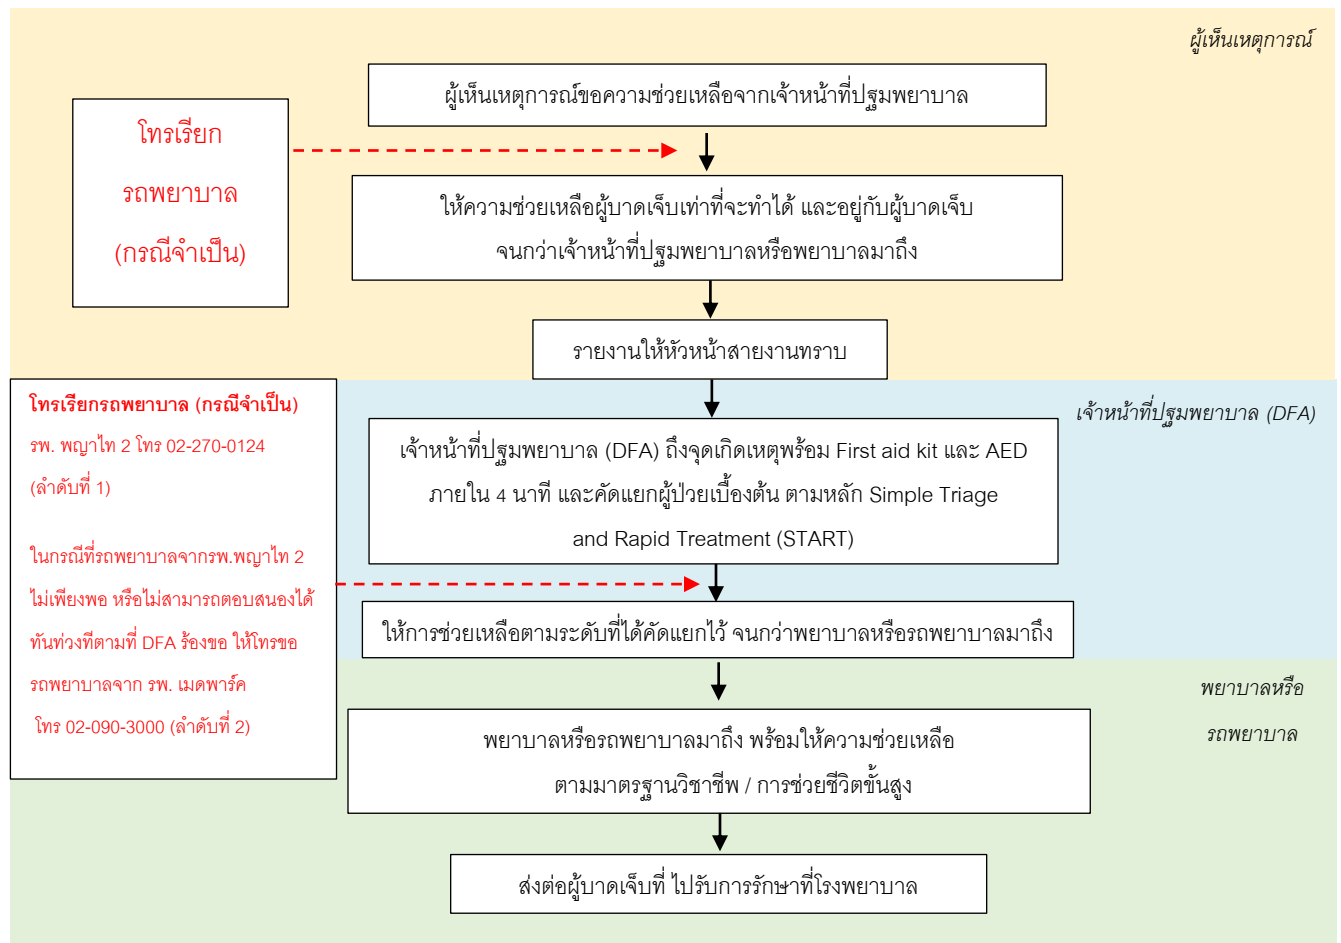 ผู้เห็นเหตุการณ์
ผู้เห็นเหตุการณ์ขอความช่วยเหลือจากเจ้าหน้าที่ปฐมพยาบาล
โทรเรียก
รถพยาบาล
(กรณีจำเป็น)
ให้ความช่วยเหลือผู้บาดเจ็บเท่าที่จะทำได้ และอยู่กับผู้บาดเจ็บ
จนกว่าเจ้าหน้าที่ปฐมพยาบาลหรือพยาบาลมาถึง
รายงานให้หัวหน้าสายงานทราบ
เจ้าหน้าที่ปฐมพยาบาล (DFA)
โทรเรียกรถพยาบาล (กรณีจำเป็น)
รพ. พญาไท 2 โทร 02-270-0124
(ลำดับที่ 1)
ในกรณีที่รถพยาบาลจากรพ.พญาไท 2
ไม่เพียงพอ หรือไม่สามารถตอบสนองได้
ทันท่วงทีตามที่ DFA ร้องขอ ให้โทรขอ
รถพยาบาลจาก รพ. เมดพาร์ค
โทร 02-090-3000 (ลำดับที่ 2)
เจ้าหน้าที่ปฐมพยาบาล (DFA) ถึงจุดเกิดเหตุพร้อม First aid kit และ AED
ภายใน 4 นาที และคัดแยกผู้ป่วยเบื้องต้น ตามหลัก Simple Triage
and Rapid Treatment (START)
ให้การช่วยเหลือตามระดับที่ได้คัดแยกไว้ จนกว่าพยาบาลหรือรถพยาบาลมาถึง
พยาบาลหรือ
รถพยาบาล
พยาบาลหรือรถพยาบาลมาถึง พร้อมให้ความช่วยเหลือ
ตามมาตรฐานวิชาชีพ / การช่วยชีวิตขั้นสูง
ส่งต่อผู้บาดเจ็บที่ ไปรับการรักษาที่โรงพยาบาล